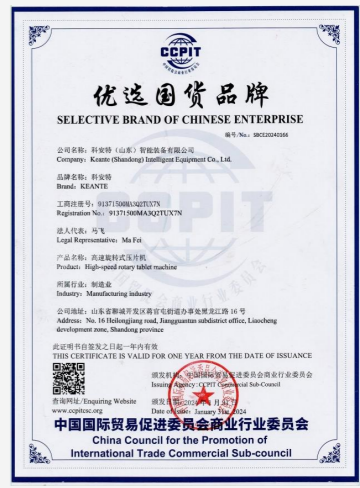 CCPIT
优选国货品牌
SELECTIVE BRAND OF CHINESE ENTERPRISE
编号/No.: SBCE20240166
公司名称：科安特（山东）智能装备有限公司
Company: Keante (Shandong) Intelligent Equipment Co., Ltd.
品牌名称：科安特
Brand: KEANTE
工商注册号：91371500MA3Q2TUX7N
Registration No.: 91371500MA3Q2TUX7N
法人代表：马飞
Legal Representative: Ma Fei
产品名称：高速旋转式压片机
Product: High-speed rotary tablet machine
所属行业：制造业
Industry: Manufacturing industry
公司地址：山东省聊城开发区蒋官屯街道办事处黑龙江路 16 号
Address: No. 16 Heilongjiang road, Jiangguantun subdistrict office, Liaocheng
development zone, Shandong province
此证明书自签发之日起一年内有效
THIS CERTIFICATE IS VALID FOR ONE YEAR FROM THE DATE OF ISSUANCE
颁发机构：中国国际贸易促进委员会商业行业委员会
Issuing Agency: CCPIT Commercial Sub-Council
查询网址/Enquiring Website
www.ccpitcsc.org
颁发日期：2024 年 1 月 31 日
Date of issue: January 31st, 2024
中国国际贸易促进委员会商业行业委员会
China Council for the Promotion of
International Trade Commercial Sub-council